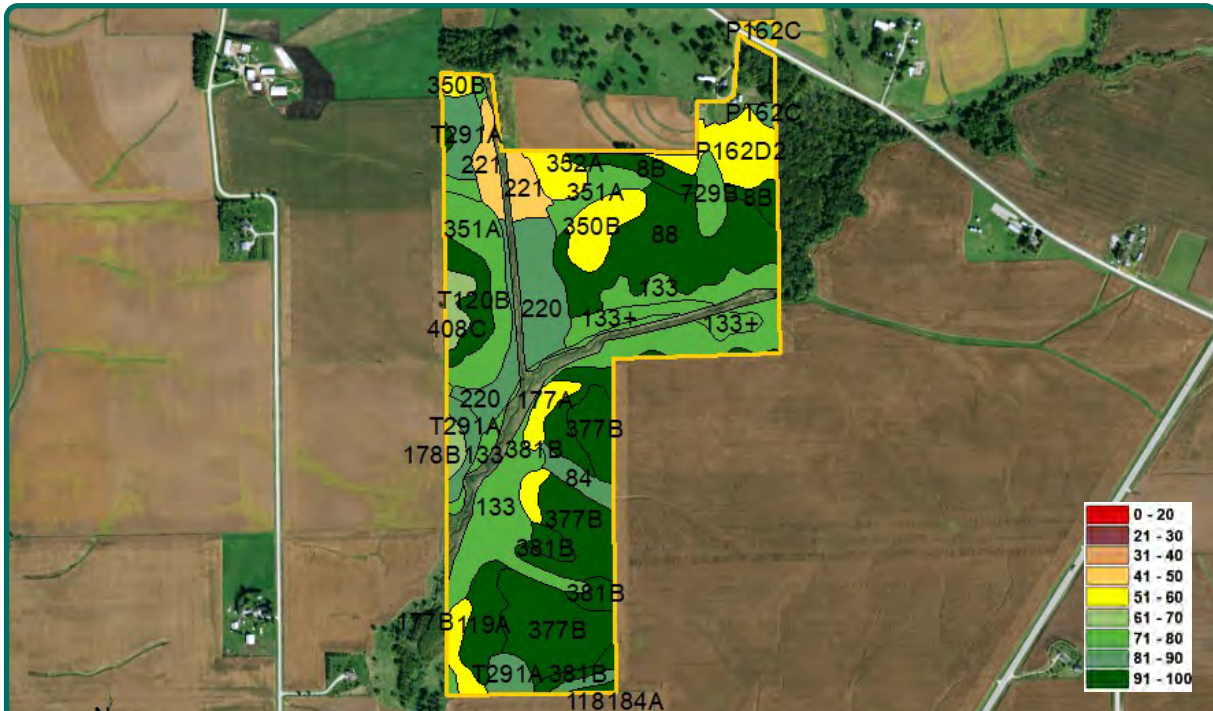 P162C
350B
P162C
T291A
P162D2
221
352A
8B
221
351A
729B
8B
351A
350B
88
T120B
133
220
133+
133+
408C
220
177A
T291A
377B
178B
133
381B
84
133
377B
381B
381B
177B
119A
377B
T291A
381B
118184A
0 - 20
21 - 30
31 - 40
41 - 50
51 - 60
61 - 70
71 - 80
81 - 90
91 - 100